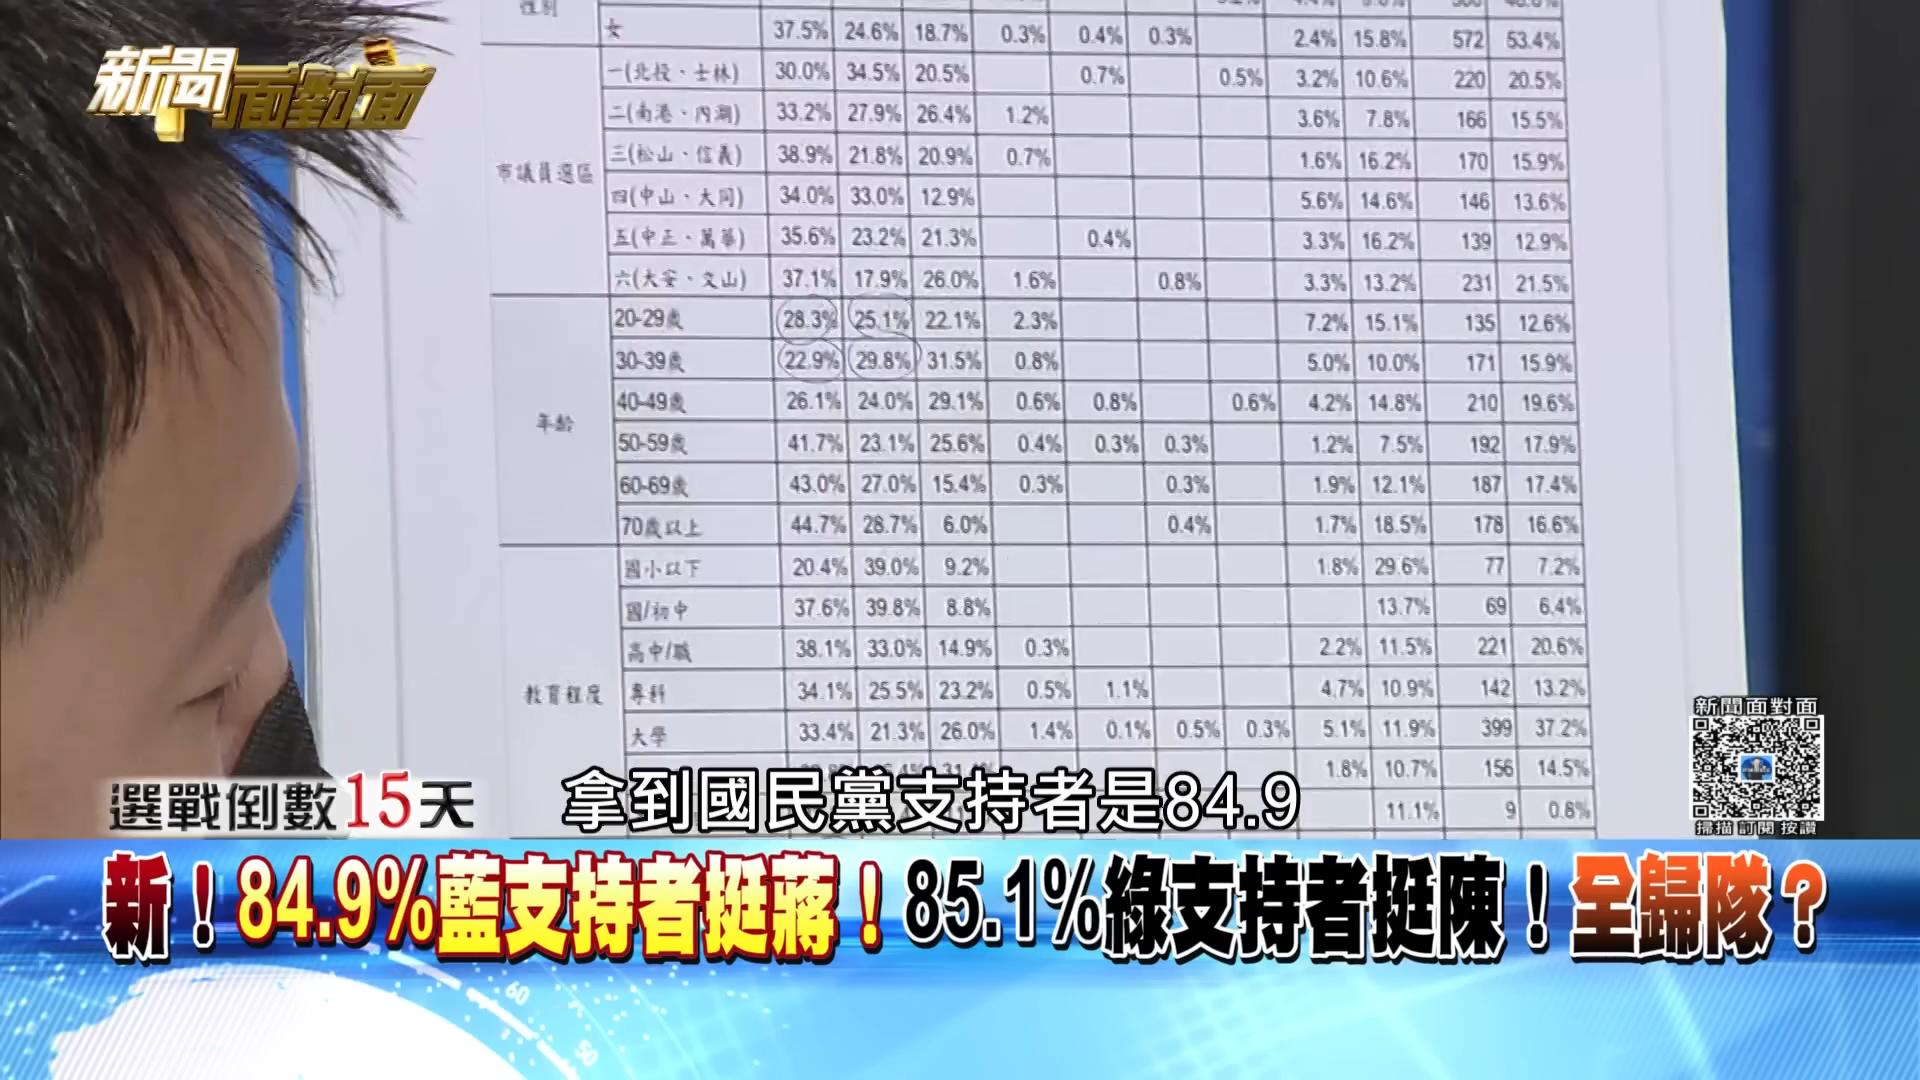 新聞面對面
性別
女 37.5% 24.6% 18.7% 0.3% 0.4% 0.3% 2.4% 15.8% 572 53.4%
市議員選區
一(北投、士林) 30.0% 34.5% 20.5% 0.7% 0.5% 3.2% 10.6% 220 20.5%
二(南港、內湖) 33.2% 27.9% 26.4% 1.2% 3.6% 7.8% 166 15.5%
三(松山、信義) 38.9% 21.8% 20.9% 0.7% 1.6% 16.2% 170 15.9%
四(中山、大同) 34.0% 33.0% 12.9% 5.6% 14.6% 146 13.6%
五(中正、萬華) 35.6% 23.2% 21.3% 0.4% 3.3% 16.2% 139 12.9%
六(大安、文山) 37.1% 17.9% 26.0% 1.6% 0.8% 3.3% 13.2% 231 21.5%
年齡
20-29歲 28.3% 25.1% 22.1% 2.3% 7.2% 15.1% 135 12.6%
30-39歲 22.9% 29.8% 31.5% 0.8% 5.0% 10.0% 171 15.9%
40-49歲 26.1% 24.0% 29.1% 0.6% 0.8% 0.6% 4.2% 14.8% 210 19.6%
50-59歲 41.7% 23.1% 25.6% 0.4% 0.3% 0.3% 1.2% 7.5% 192 17.9%
60-69歲 43.0% 27.0% 15.4% 0.3% 0.3% 1.9% 12.1% 187 17.4%
70歲以上 44.7% 28.7% 6.0% 0.4% 1.7% 18.5% 178 16.6%
教育程度
國小以下 20.4% 39.0% 9.2% 1.8% 29.6% 77 7.2%
國/初中 37.6% 39.8% 8.8% 13.7% 69 6.4%
高中/職 38.1% 33.0% 14.9% 0.3% 2.2% 11.5% 221 20.6%
專科 34.1% 25.5% 23.2% 0.5% 1.1% 4.7% 10.9% 142 13.2%
大學 33.4% 21.3% 26.0% 1.4% 0.1% 0.5% 0.3% 5.1% 11.9% 399 37.2%
1.8% 10.7% 156 14.5%
11.1% 9 0.8%
新聞面對面
掃描 訂閱 按讚
選戰倒數15天
拿到國民黨支持者是84.9
新！84.9%藍支持者挺蔣！85.1%綠支持者挺陳！全歸隊？
60
50